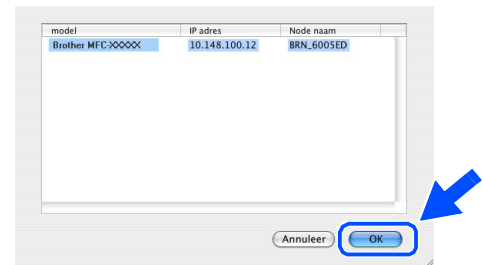 model IP adres Node naam
Brother MFC-XXXXX 10.148.100.12 BRN_6005ED
Annuleer OK